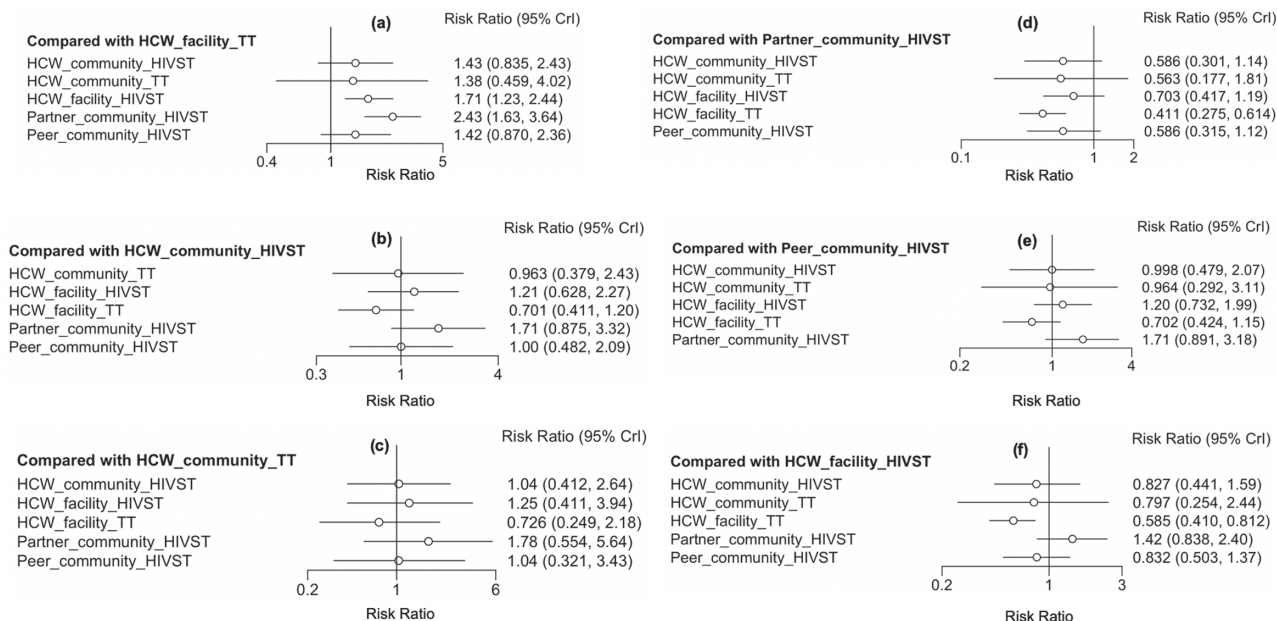 (a)
Risk Ratio (95% CrI)
Compared with HCW_facility_TT
HCW_community_HIVST 1.43 (0.835, 2.43)
HCW_community_TT 1.38 (0.459, 4.02)
HCW_facility_HIVST 1.71 (1.23, 2.44)
Partner_community_HIVST 2.43 (1.63, 3.64)
Peer_community_HIVST 1.42 (0.870, 2.36)
0.4 1 5
Risk Ratio
(d)
Risk Ratio (95% CrI)
Compared with Partner_community_HIVST
HCW_community_HIVST 0.586 (0.301, 1.14)
HCW_community_TT 0.563 (0.177, 1.81)
HCW_facility_HIVST 0.703 (0.417, 1.19)
HCW_facility_TT 0.411 (0.275, 0.614)
Peer_community_HIVST 0.586 (0.315, 1.12)
0.1 1 2
Risk Ratio
(b)
Risk Ratio (95% CrI)
Compared with HCW_community_HIVST
HCW_community_TT 0.963 (0.379, 2.43)
HCW_facility_HIVST 1.21 (0.628, 2.27)
HCW_facility_TT 0.701 (0.411, 1.20)
Partner_community_HIVST 1.71 (0.875, 3.32)
Peer_community_HIVST 1.00 (0.482, 2.09)
0.3 1 4
Risk Ratio
(e)
Risk Ratio (95% CrI)
Compared with Peer_community_HIVST
HCW_community_HIVST 0.998 (0.479, 2.07)
HCW_community_TT 0.964 (0.292, 3.11)
HCW_facility_HIVST 1.20 (0.732, 1.99)
HCW_facility_TT 0.702 (0.424, 1.15)
Partner_community_HIVST 1.71 (0.891, 3.18)
0.2 1 4
Risk Ratio
(c)
Risk Ratio (95% CrI)
Compared with HCW_community_TT
HCW_community_HIVST 1.04 (0.412, 2.64)
HCW_facility_HIVST 1.25 (0.411, 3.94)
HCW_facility_TT 0.726 (0.249, 2.18)
Partner_community_HIVST 1.78 (0.554, 5.64)
Peer_community_HIVST 1.04 (0.321, 3.43)
0.2 1 6
Risk Ratio
(f)
Risk Ratio (95% CrI)
Compared with HCW_facility_HIVST
HCW_community_HIVST 0.827 (0.441, 1.59)
HCW_community_TT 0.797 (0.254, 2.44)
HCW_facility_TT 0.585 (0.410, 0.812)
Partner_community_HIVST 1.42 (0.838, 2.40)
Peer_community_HIVST 0.832 (0.503, 1.37)
0.2 1 3
Risk Ratio